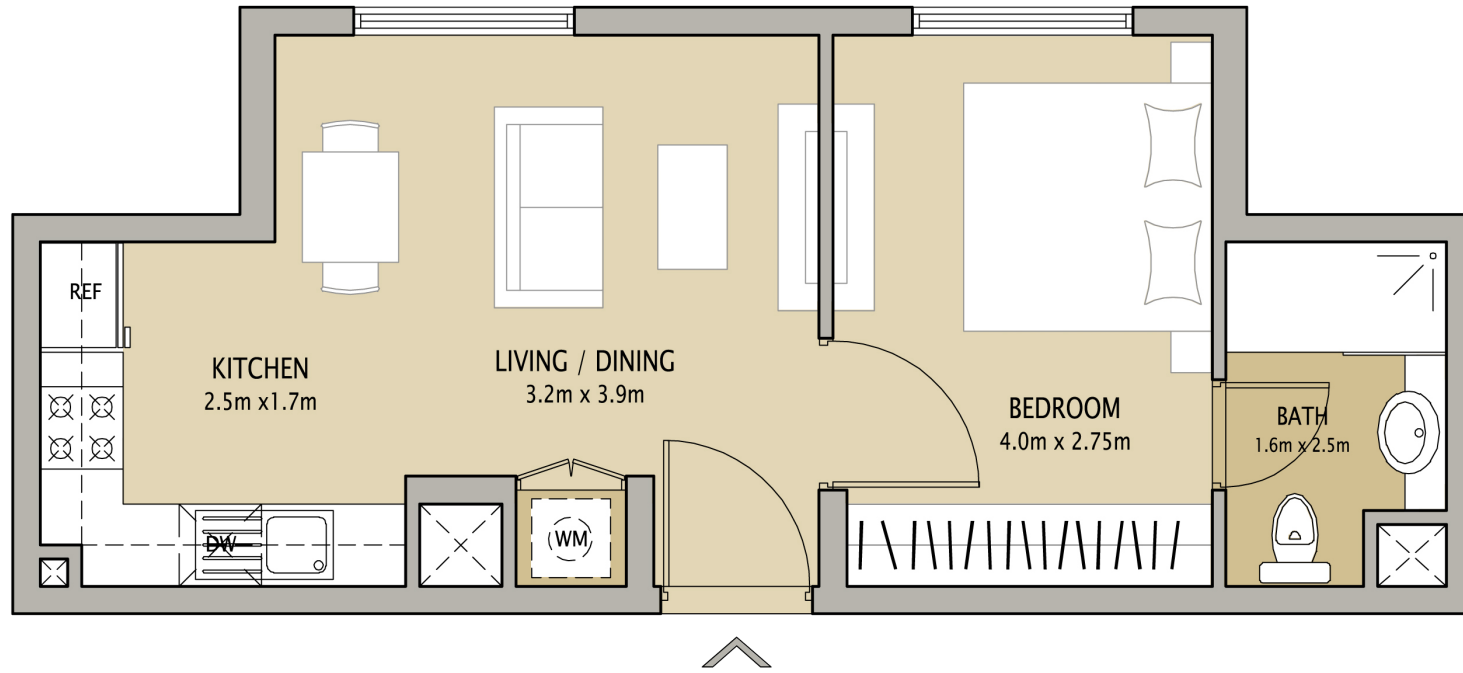 REF
KITCHEN
2.5m x1.7m
LIVING / DINING
3.2m x 3.9m
BEDROOM
4.0m x 2.75m
BATH
1.6m x 2.5m
DW
WM